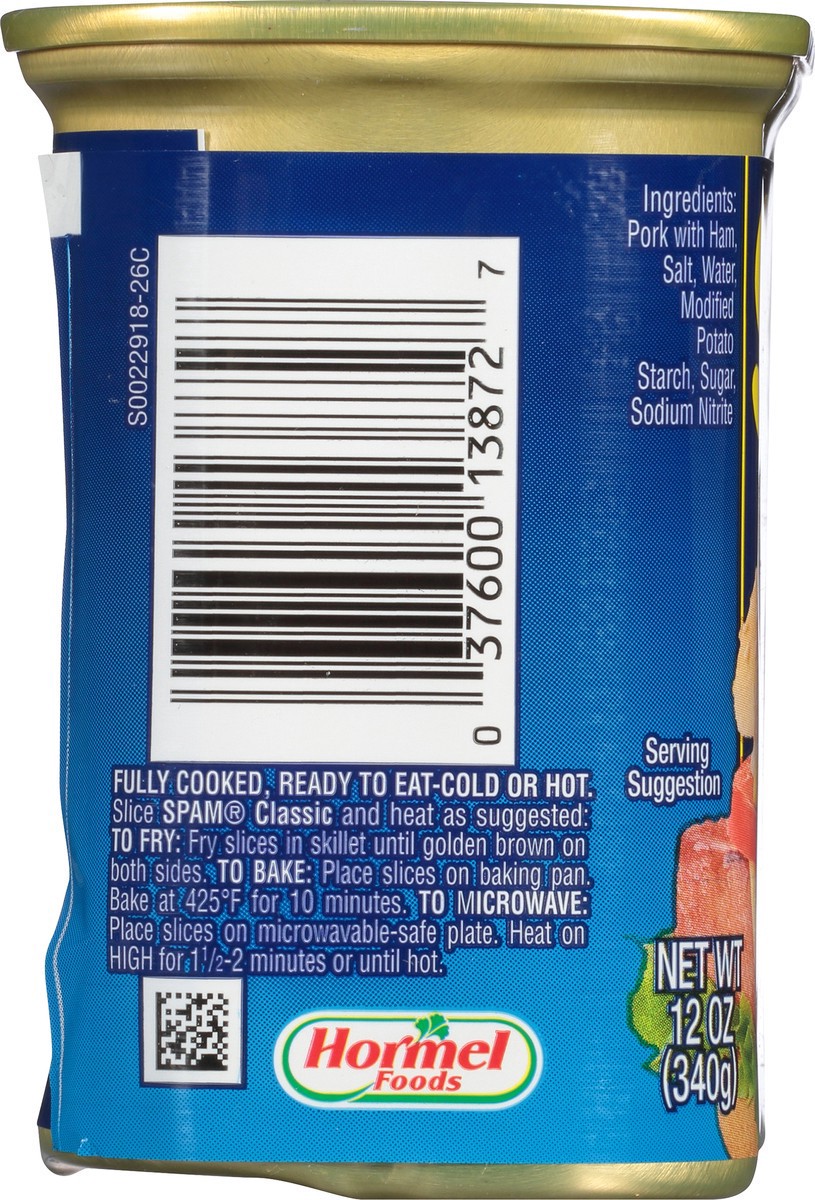 Ingredients:
Pork with Ham,
Salt, Water,
Modified
Potato
Starch, Sugar,
Sodium Nitrite
S0022918-26C
0 37600 13872 7
Serving
Suggestion
FULLY COOKED, READY TO EAT-COLD OR HOT.
Slice SPAM® Classic and heat as suggested:
TO FRY: Fry slices in skillet until golden brown on
both sides. TO BAKE: Place slices on baking pan.
Bake at 425°F for 10 minutes. TO MICROWAVE:
Place slices on microwavable-safe plate. Heat on
HIGH for 1 1/2-2 minutes or until hot.
NET WT
12 OZ
(340g)
Hormel
Foods